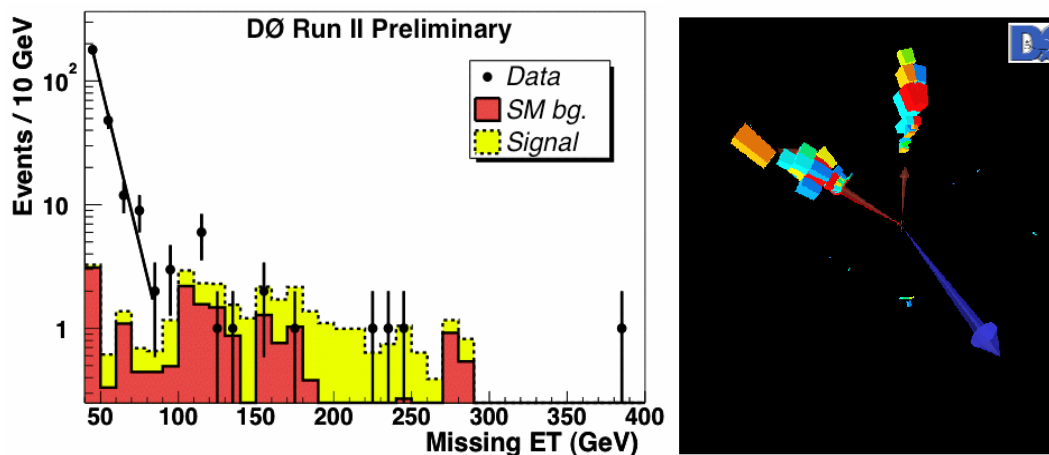 DØ Run II Preliminary
Data
SM bg.
Signal
Events / 10 GeV
10²
10
1
50 100 150 200 250 300 350 400
Missing ET (GeV)
DØ